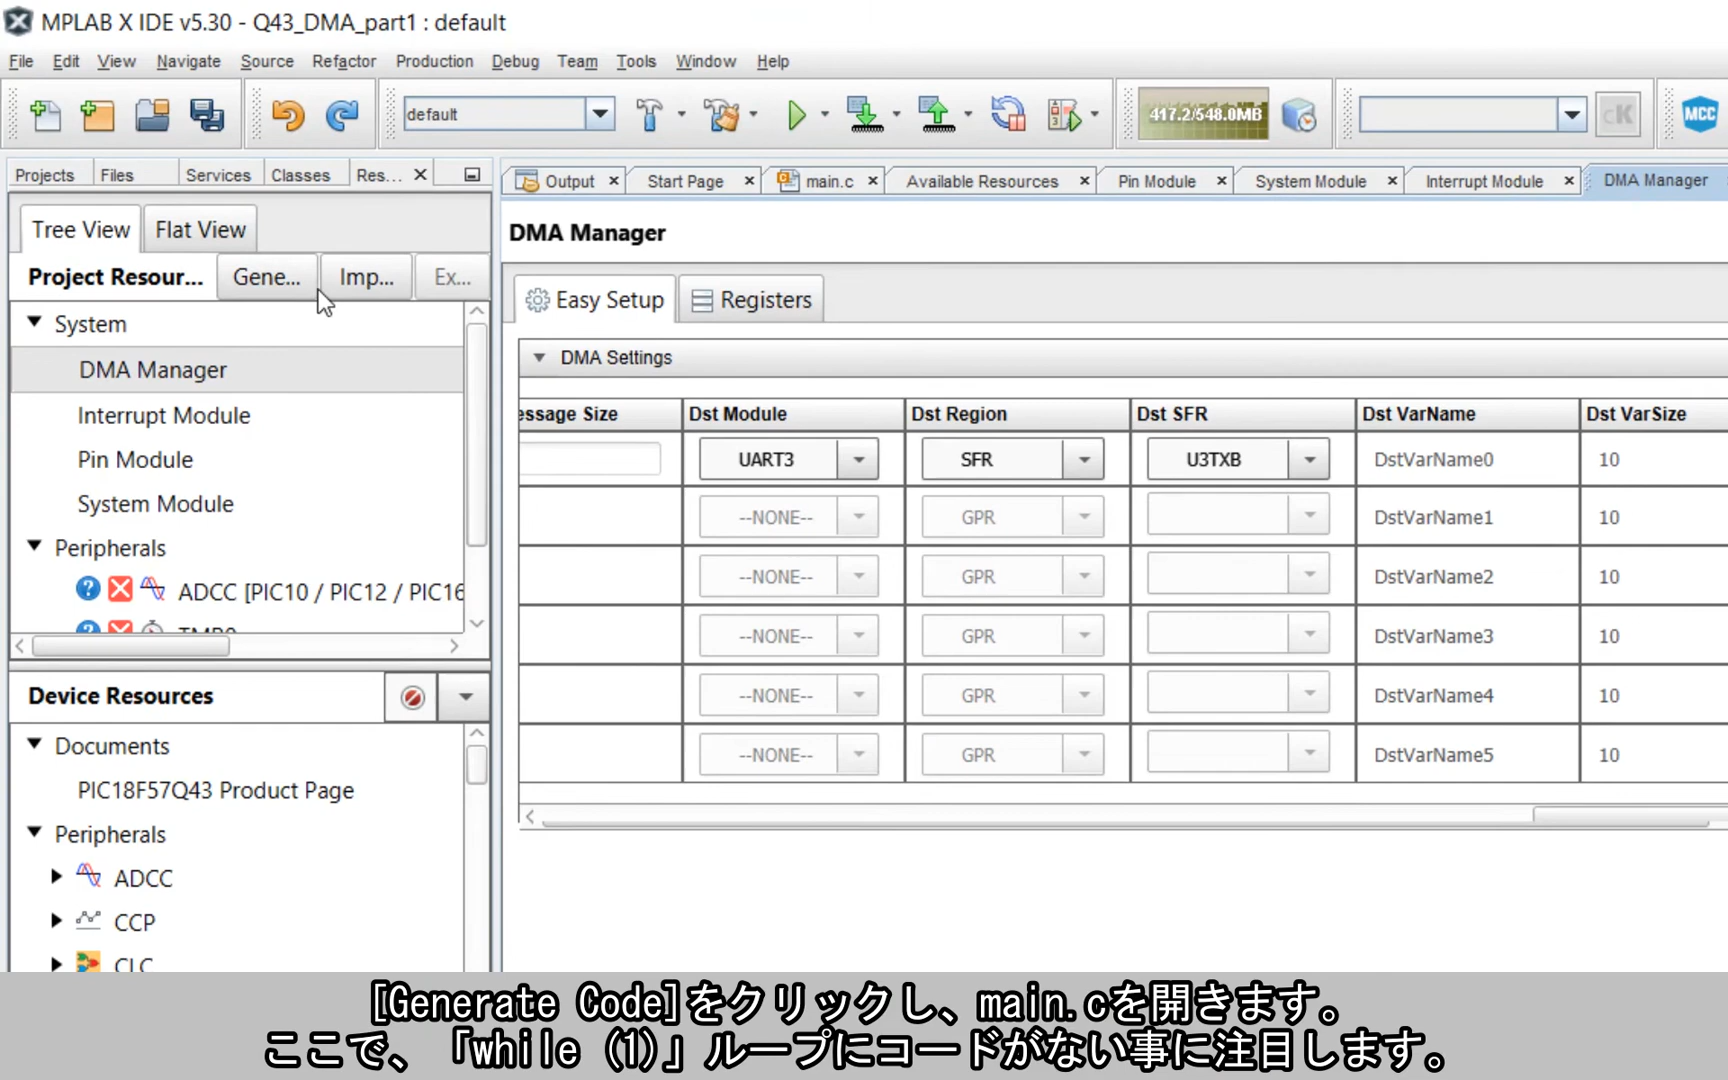 MPLAB X IDE v5.30 - Q43_DMA_part1 : default
File Edit View Navigate Source Refactor Production Debug Team Tools Window Help
default
417.2/548.0MB
MCC
Projects Files Services Classes Res...
Output Start Page main.c Available Resources Pin Module System Module Interrupt Module DMA Manager
Tree View Flat View
Project Resour... Gene... Imp... Ex...
System
DMA Manager
Interrupt Module
Pin Module
System Module
Peripherals
ADCC [PIC10 / PIC12 / PIC16
TMR0
Device Resources
Documents
PIC18F57Q43 Product Page
Peripherals
ADCC
CCP
CLC
DMA Manager
Easy Setup Registers
DMA Settings
essage Size Dst Module Dst Region Dst SFR Dst VarName Dst VarSize
UART3 SFR U3TXB DstVarName0 10
--NONE-- GPR DstVarName1 10
--NONE-- GPR DstVarName2 10
--NONE-- GPR DstVarName3 10
--NONE-- GPR DstVarName4 10
--NONE-- GPR DstVarName5 10
[Generate Code]をクリックし、main.cを開きます。
ここで、「while (1)」ループにコードがない事に注目します。